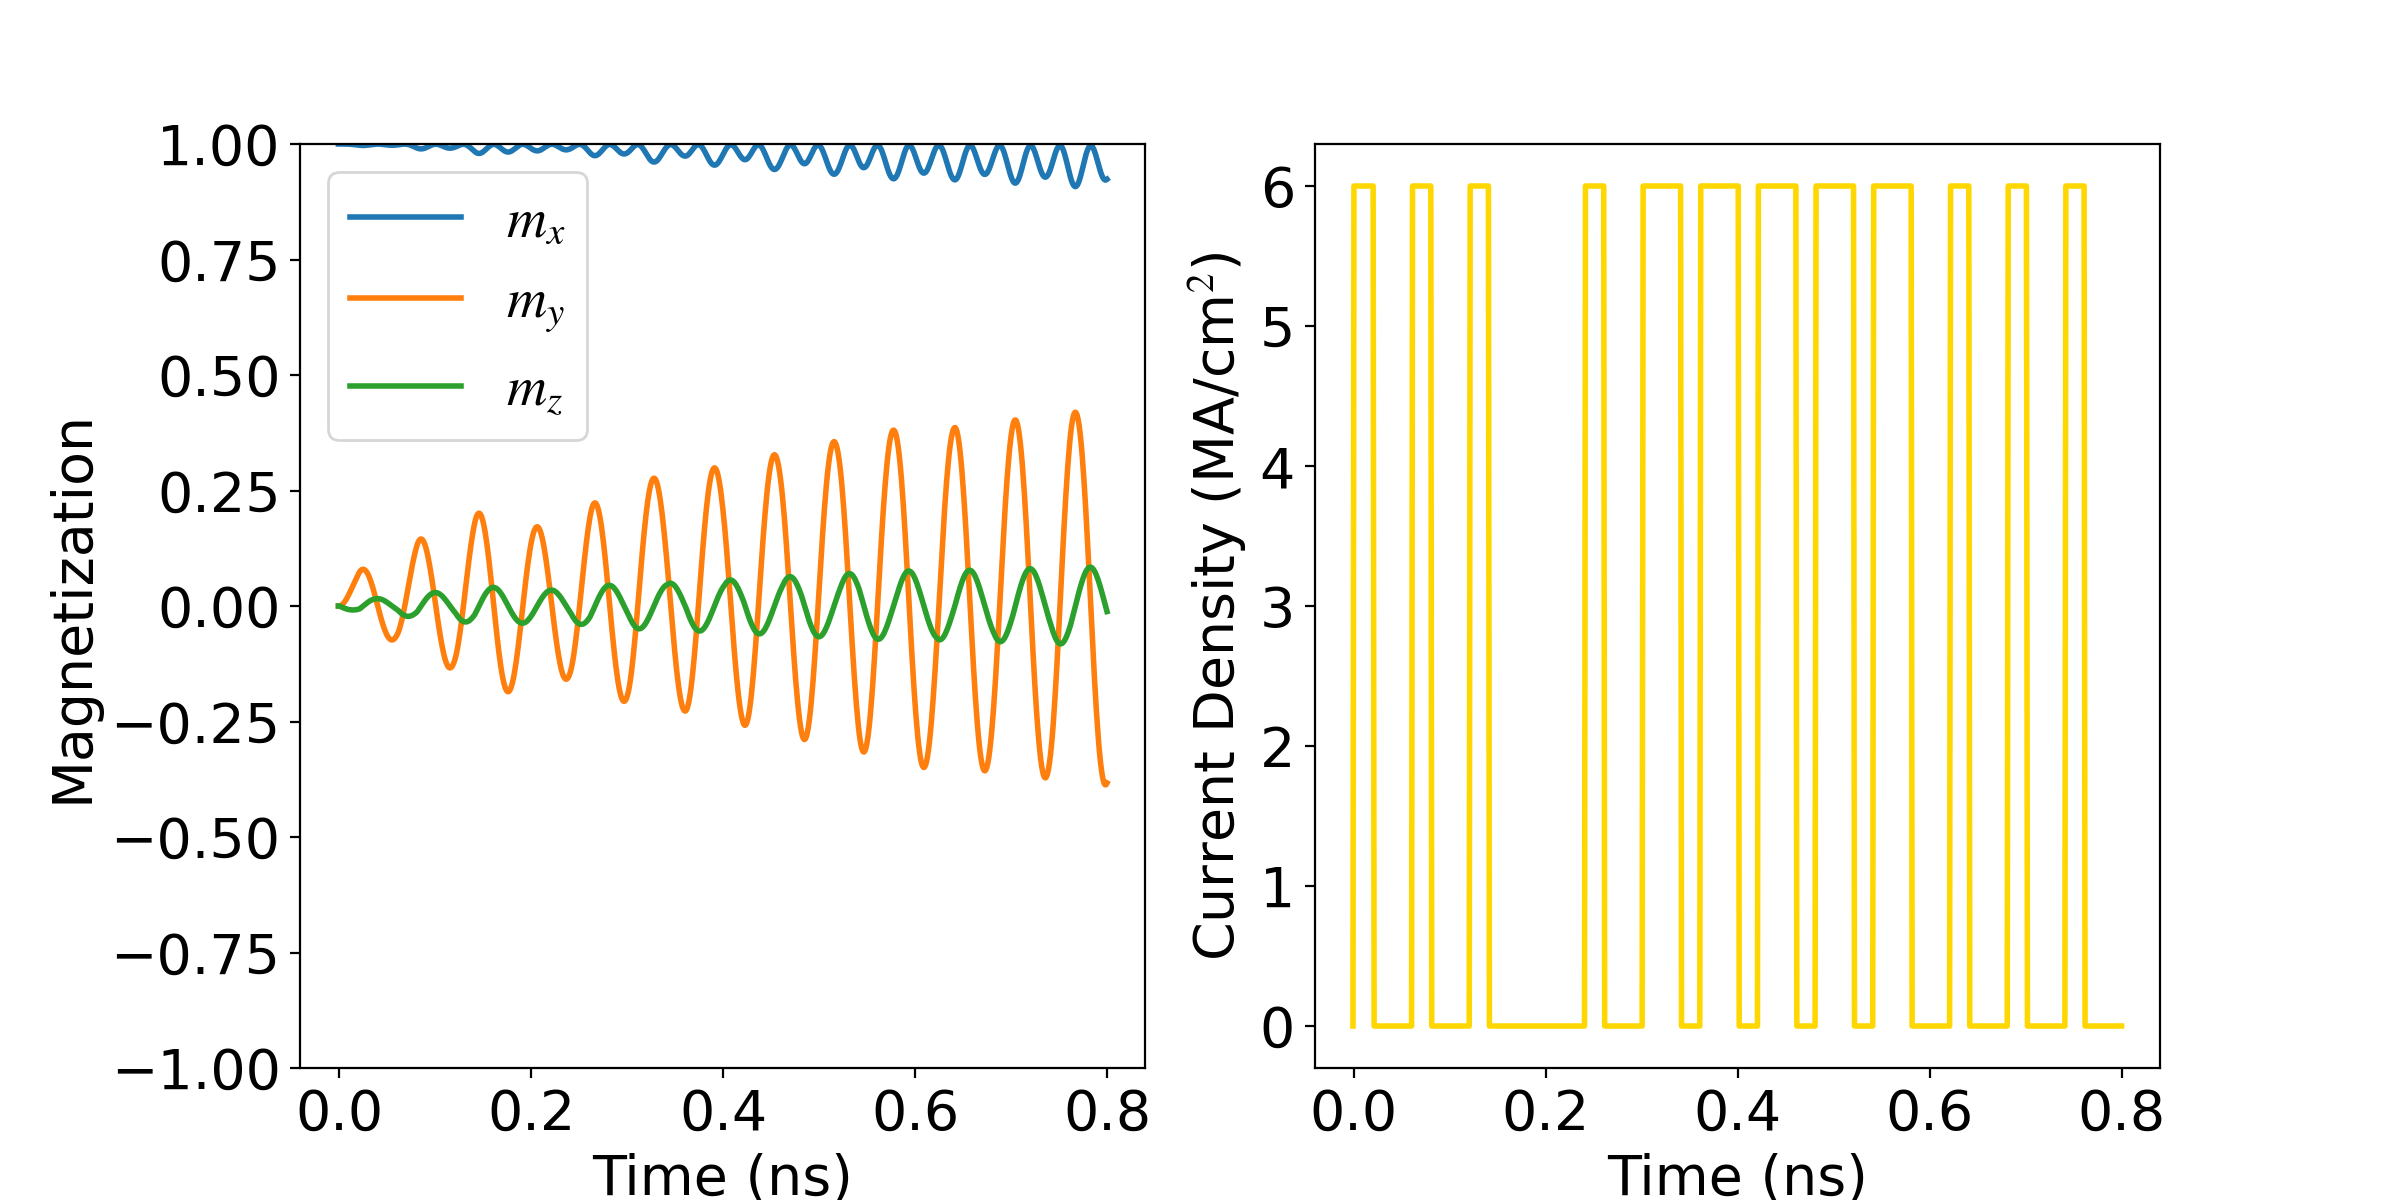 Magnetization
1.00
0.75
0.50
0.25
0.00
−0.25
−0.50
−0.75
−1.00
m_x
m_y
m_z
0.0 0.2 0.4 0.6 0.8
Time (ns)
Current Density (MA/cm²)
6
5
4
3
2
1
0
0.0 0.2 0.4 0.6 0.8
Time (ns)